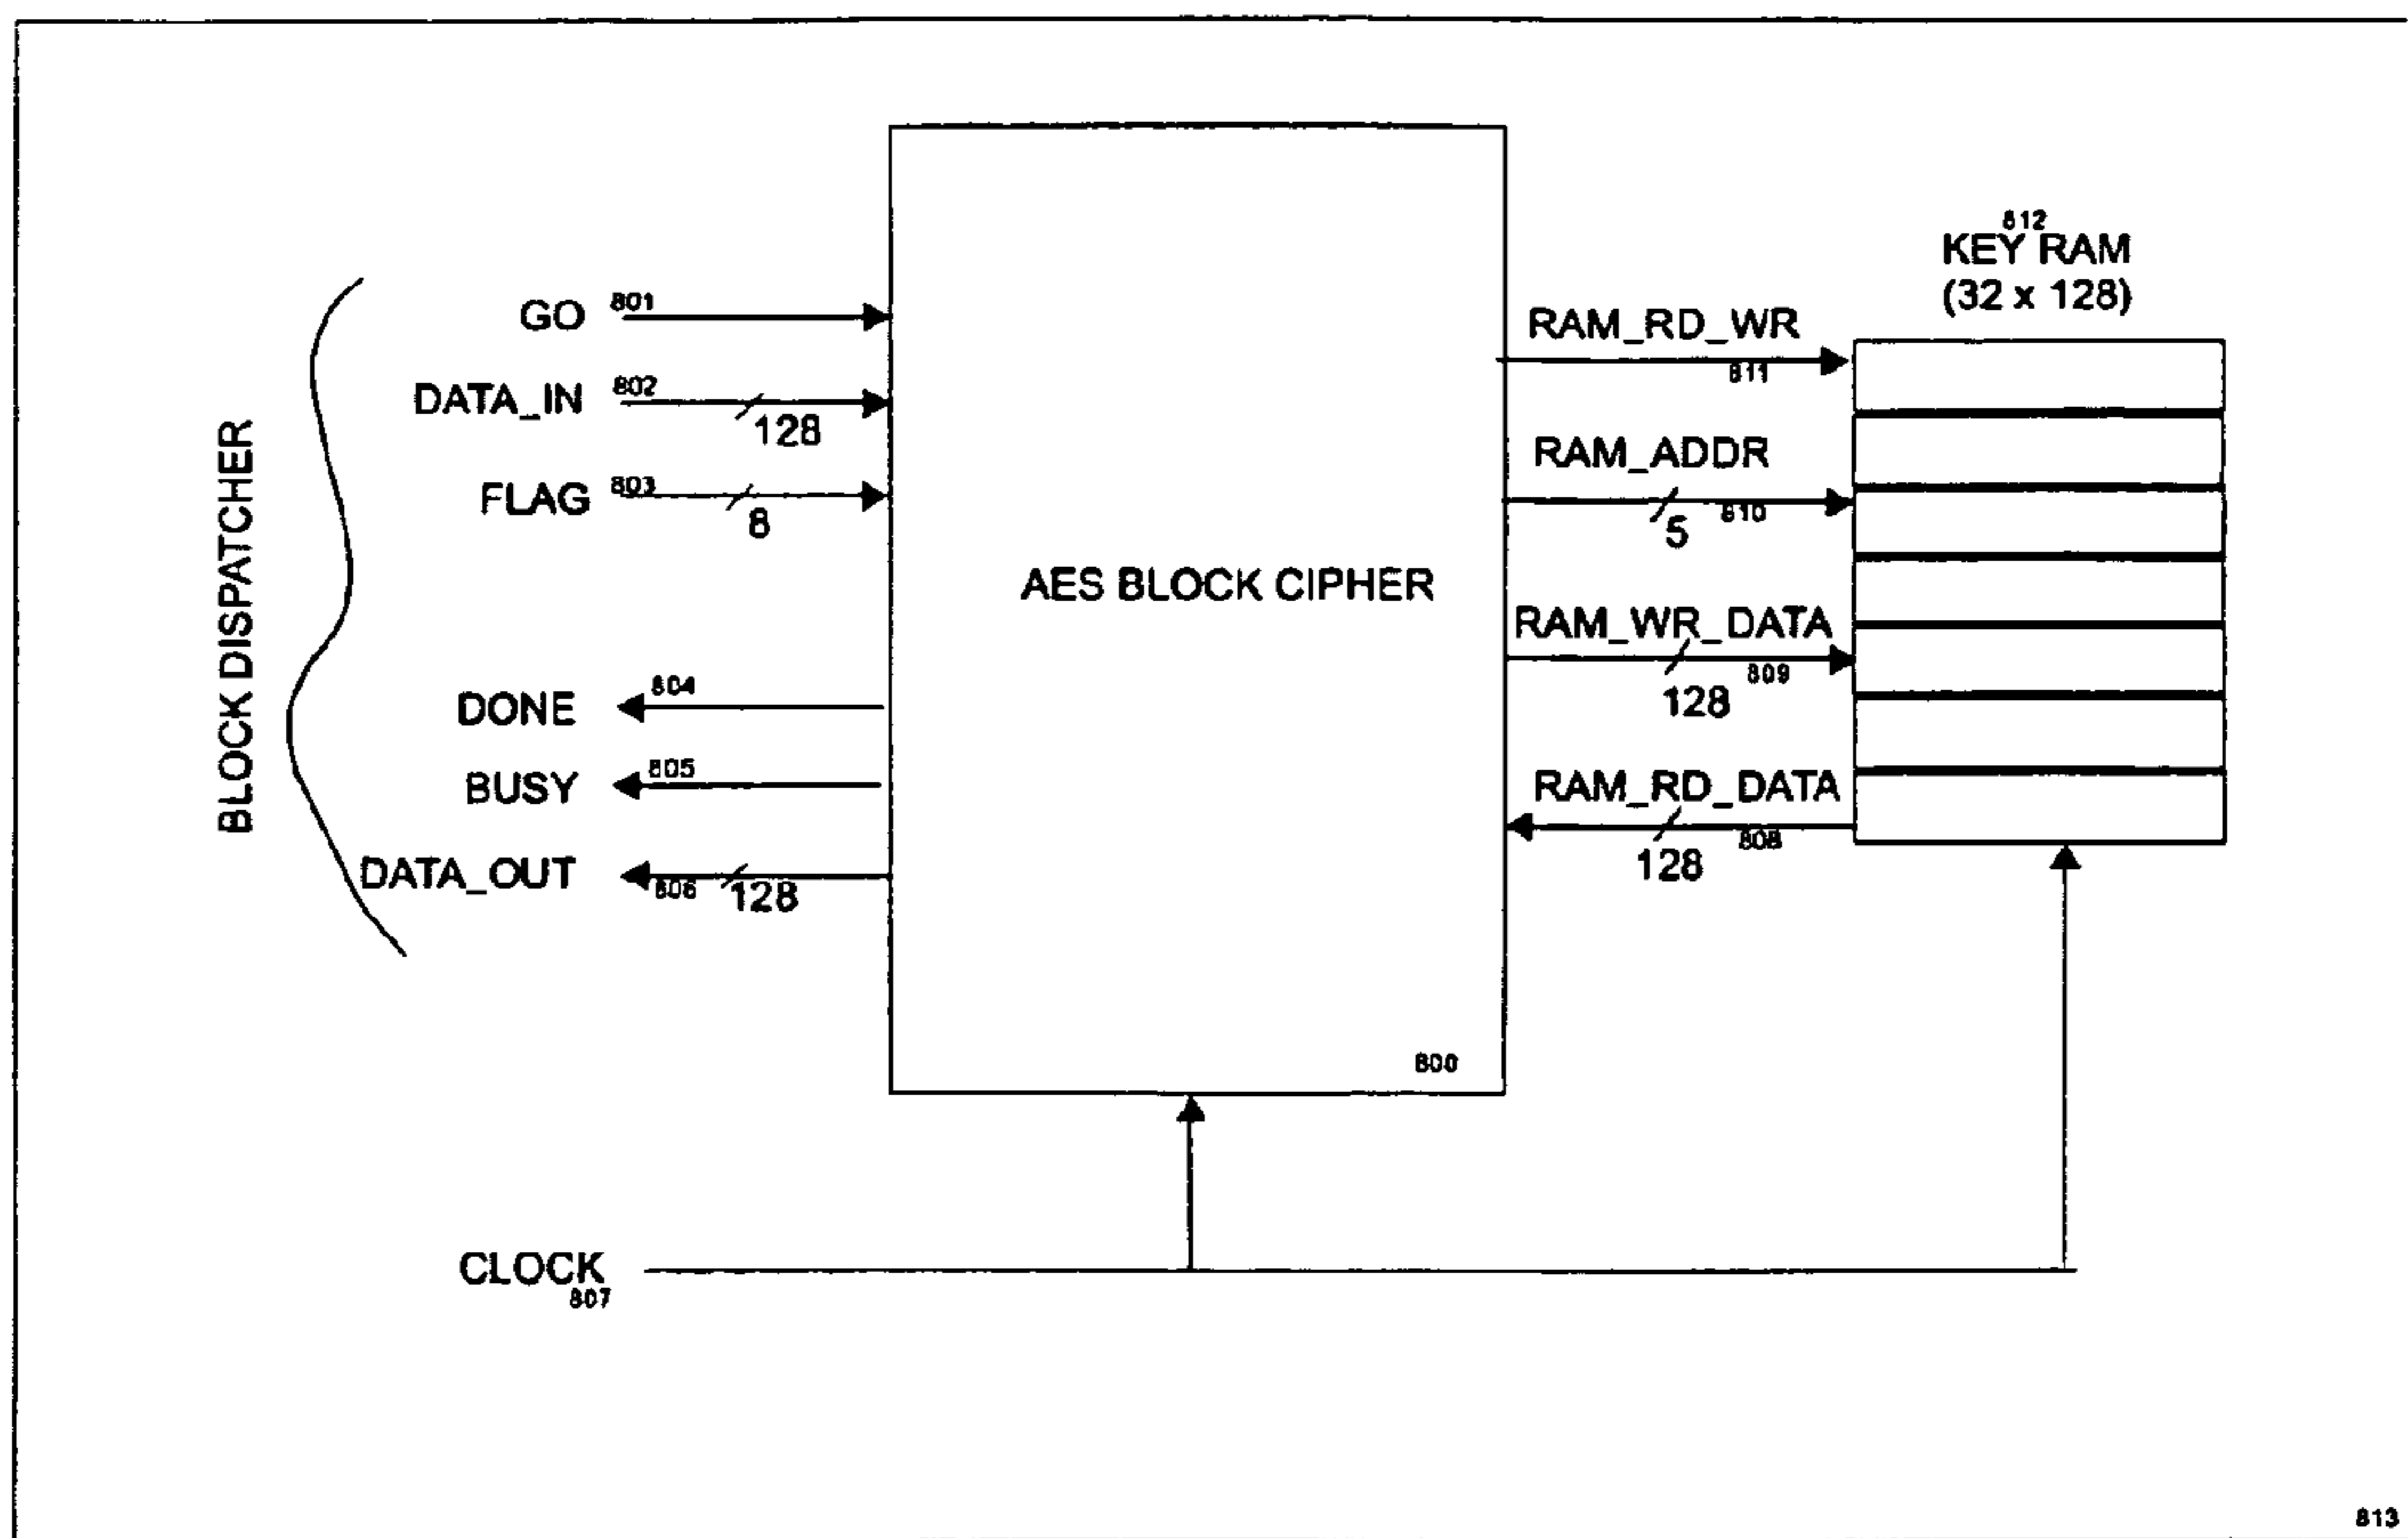 BLOCK DISPATCHER
GO 801
DATA_IN 802
128
FLAG 803
8
DONE 804
BUSY 805
DATA_OUT 806 128
CLOCK
807
AES BLOCK CIPHER
800
RAM_RD_WR
811
RAM_ADDR
5 810
RAM_WR_DATA
128 809
RAM_RD_DATA
128 808
812
KEY RAM
(32 x 128)
813